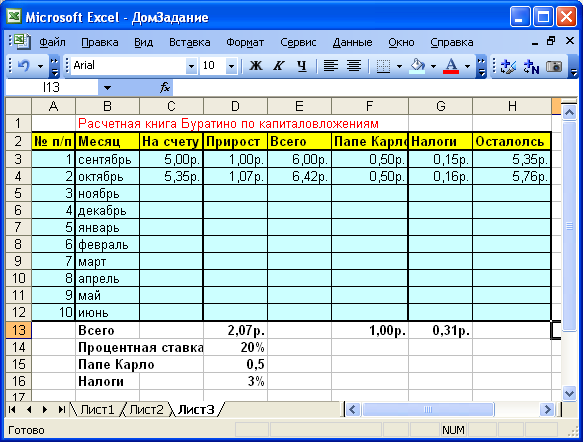 Microsoft Excel - ДомЗадание
Файл Правка Вид Вставка Формат Сервис Данные Окно Справка
Arial 10 Ж К Ч
I13 fx
A B C D E F G H
1 Расчетная книга Буратино по капиталовложениям
2 № п/п Месяц На счету Прирост Всего Папе Карло Налоги Осталолсь
3 1 сентябрь 5,00р. 1,00р. 6,00р. 0,50р. 0,15р. 5,35р.
4 2 октябрь 5,35р. 1,07р. 6,42р. 0,50р. 0,16р. 5,76р.
5 3 ноябрь
6 4 декабрь
7 5 январь
8 6 февраль
9 7 март
10 8 апрель
11 9 май
12 10 июнь
13 Всего 2,07р. 1,00р. 0,31р.
14 Процентная ставка 20%
15 Папе Карло 0,5
16 Налоги 3%
Лист1 Лист2 Лист3
Готово NUM